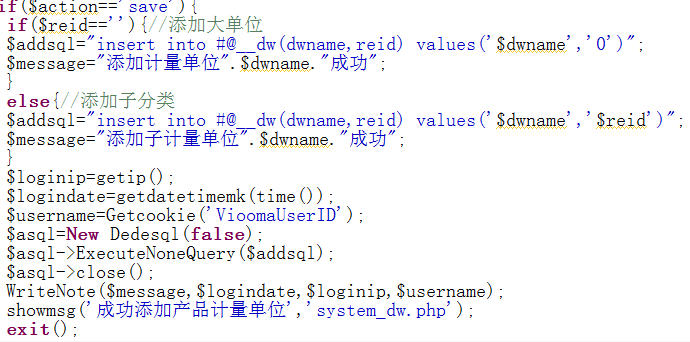 if($action=='save'){
if($reid==''){//添加大单位
$addsql="insert into #@__dw(dwname,reid) values('$dwname','0')";
$message="添加计量单位".$dwname."成功";
}
else{//添加子分类
$addsql="insert into #@__dw(dwname,reid) values('$dwname','$reid')";
$message="添加子计量单位".$dwname."成功";
}
$loginip=getip();
$logindate=getdatetimemk(time());
$username=Getcookie('VioomaUserID');
$asql=New Dedesql(false);
$asql->ExecuteNoneQuery($addsql);
$asql->close();
WriteNote($message,$logindate,$loginip,$username);
showmsg('成功添加产品计量单位','system_dw.php');
exit();